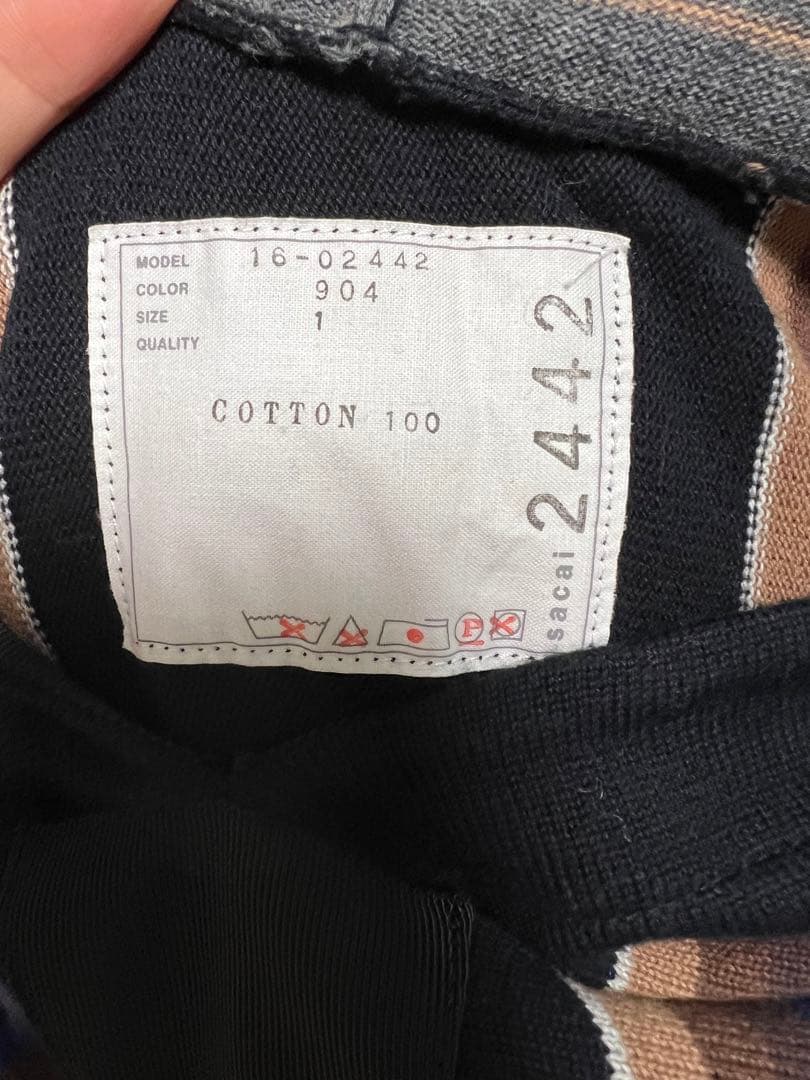 MODEL 16-02442
COLOR 904
SIZE 1
QUALITY
COTTON 100
sacai 2442
P